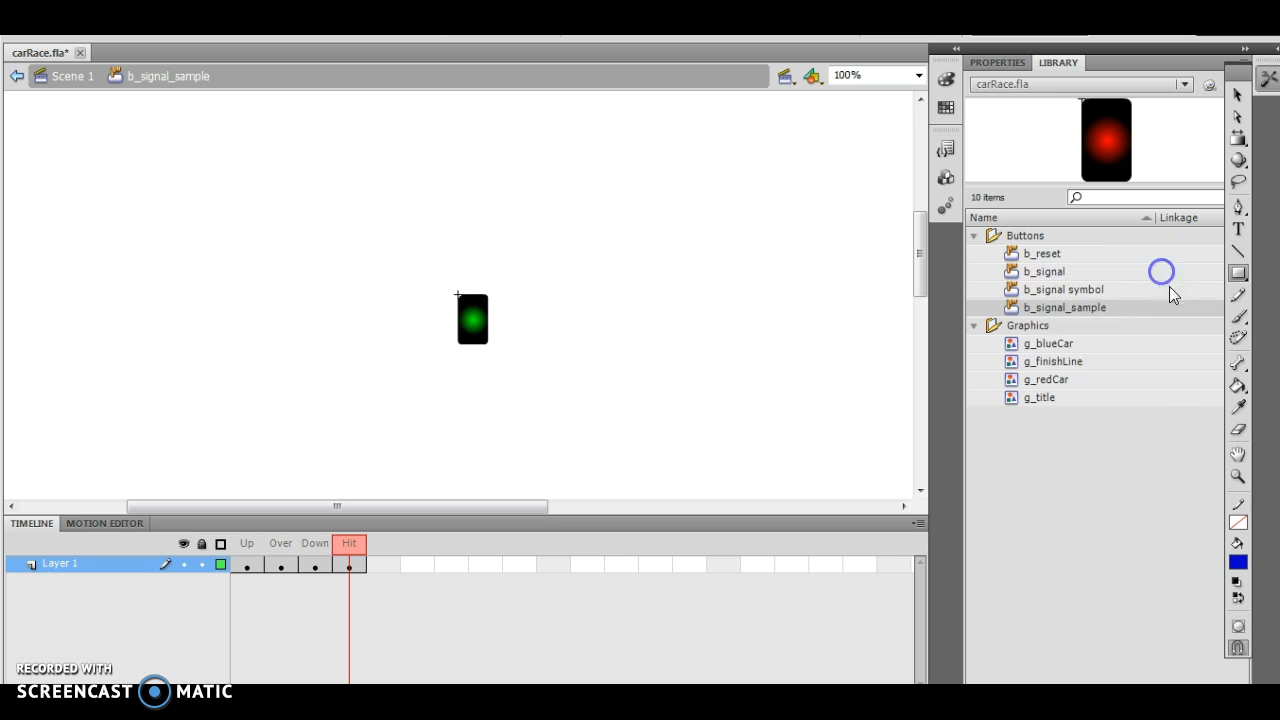 carRace.fla*
Scene 1 b_signal_sample 100%
PROPERTIES LIBRARY
carRace.fla
10 items
Name Linkage
Buttons
b_reset
b_signal
b_signal symbol
b_signal_sample
Graphics
g_blueCar
g_finishLine
g_redCar
g_title
TIMELINE MOTION EDITOR
Up Over Down Hit
Layer 1
RECORDED WITH
SCREENCAST MATIC